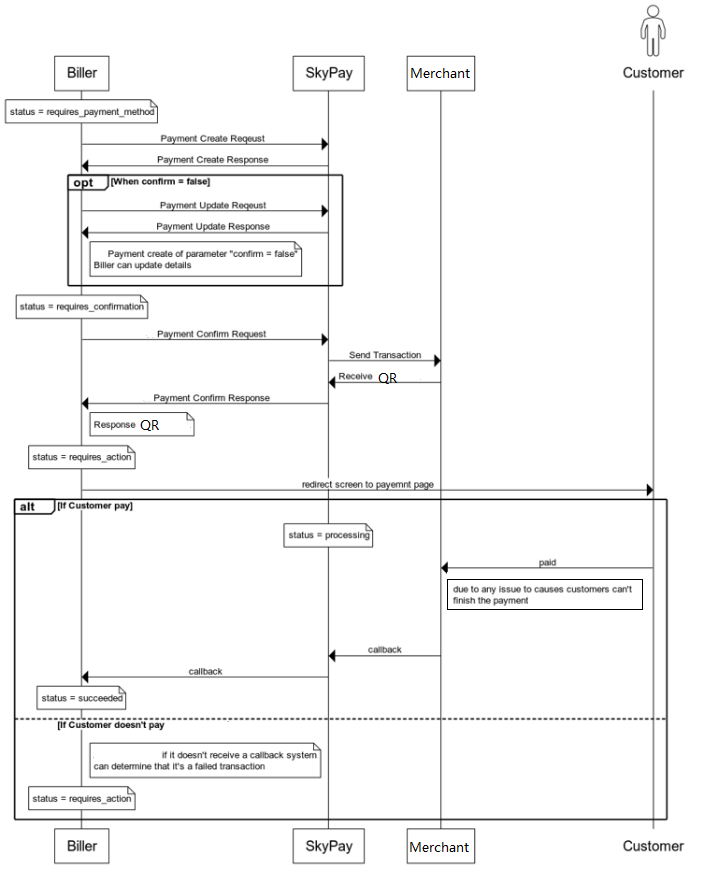 Biller
SkyPay
Merchant
Customer
status = requires_payment_method
Payment Create Reqeust
Payment Create Response
opt
[When confirm = false]
Payment Update Reqeust
Payment Update Response
Payment create of parameter "confirm = false"
Biller can update details
status = requires_confirmation
Payment Confirm Request
Send Transaction
Receive QR
Payment Confirm Response
Response QR
status = requires_action
redirect screen to payemnt page
alt
[If Customer pay]
status = processing
paid
due to any issue to causes customers can't
finish the payment
callback
callback
status = succeeded
[If Customer doesn't pay
if it doesn't receive a callback system
can determine that it's a failed transaction
status = requires_action
Biller
SkyPay
Merchant
Customer